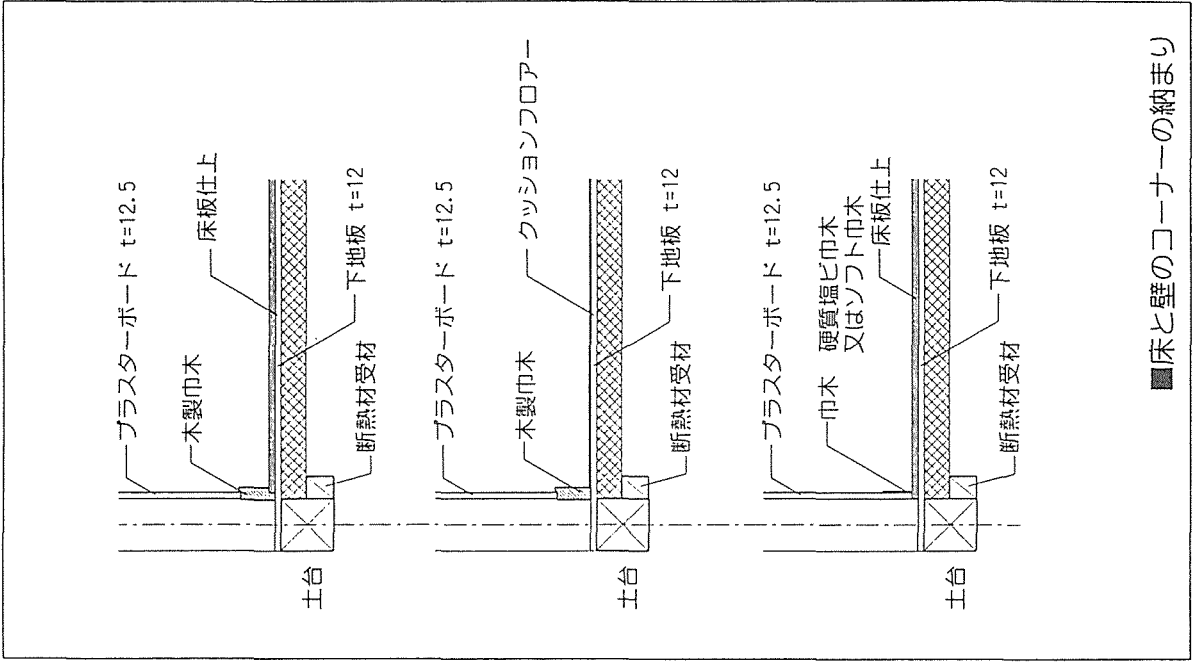 プラスターボード t=12.5
木製巾木
床板仕上
下地板 t=12
断熱材受材
土台
プラスターボード t=12.5
木製巾木
クッションフロアー
下地板 t=12
断熱材受材
土台
プラスターボード t=12.5
巾木 硬質塩ビ巾木
又はソフト巾木
床板仕上
下地板 t=12
断熱材受材
土台
■床と壁のコーナーの納まり